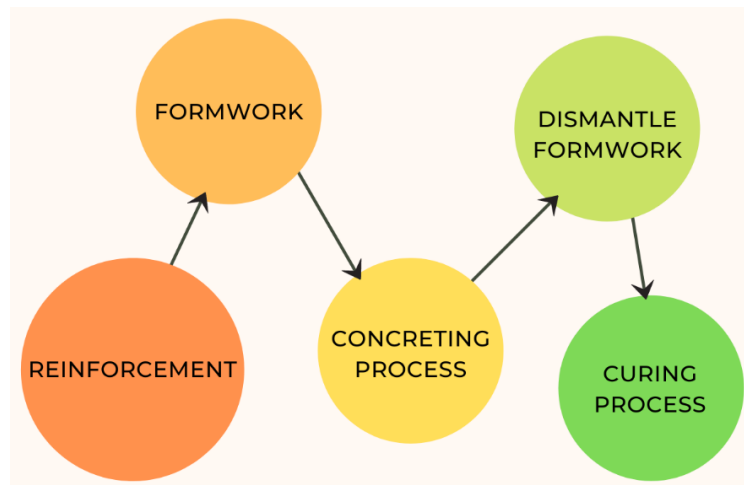 REINFORCEMENT
FORMWORK
CONCRETING
PROCESS
DISMANTLE
FORMWORK
CURING
PROCESS